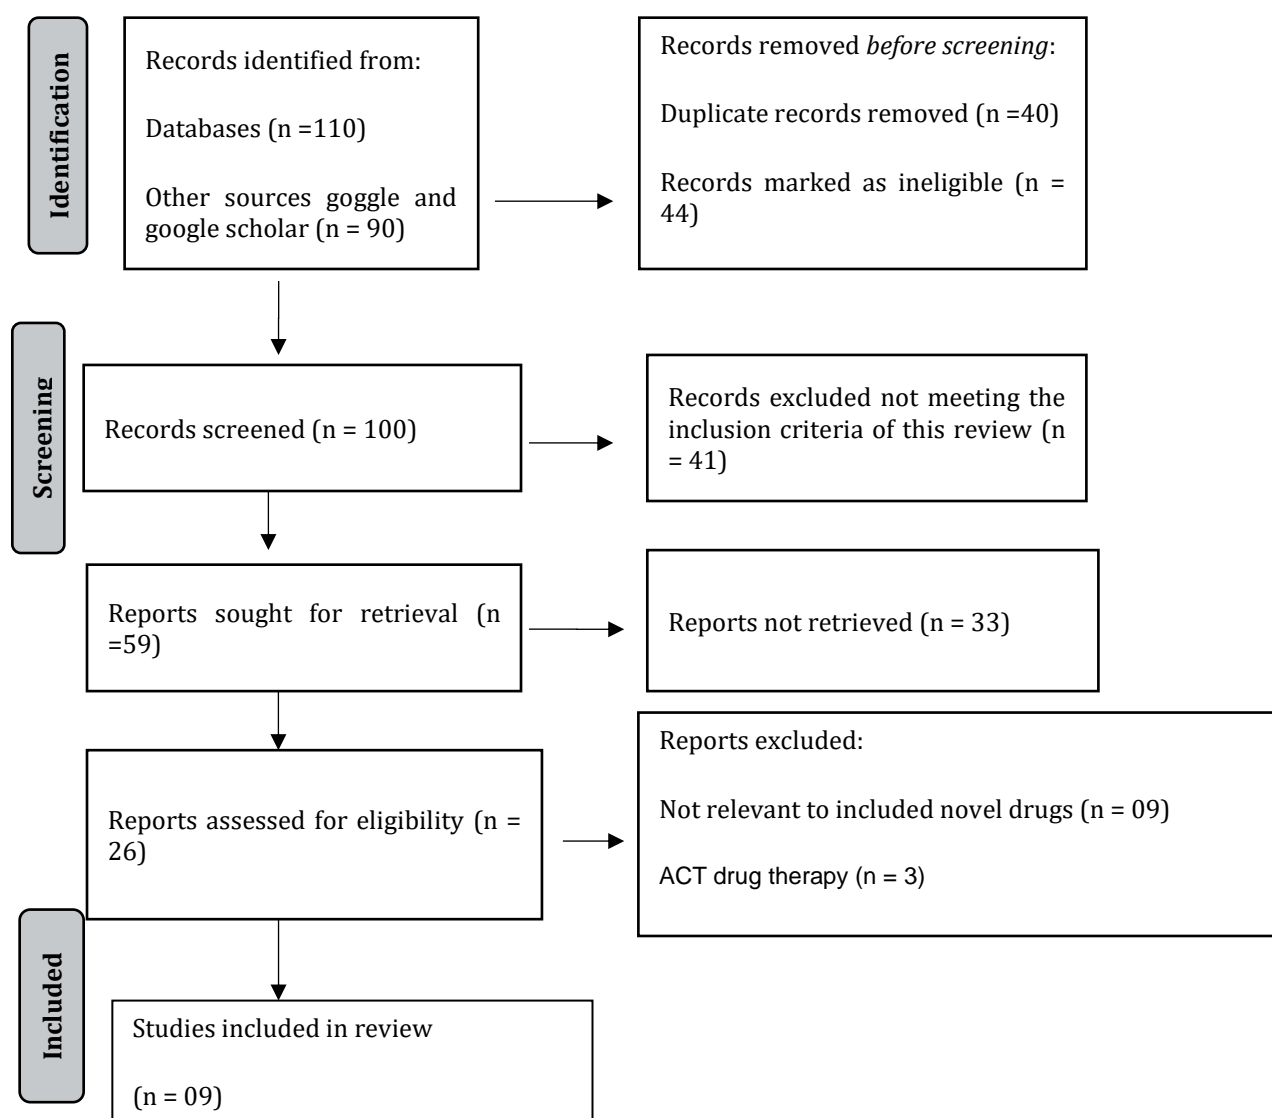 Identification
Records identified from:
Databases (n =110)
Other sources goggle and
google scholar (n = 90)
Records removed before screening:
Duplicate records removed (n =40)
Records marked as ineligible (n =
44)
Screening
Records screened (n = 100)
Records excluded not meeting the
inclusion criteria of this review (n
= 41)
Reports sought for retrieval (n
=59)
Reports not retrieved (n = 33)
Reports assessed for eligibility (n =
26)
Reports excluded:
Not relevant to included novel drugs (n = 09)
ACT drug therapy (n = 3)
Included
Studies included in review
(n = 09)